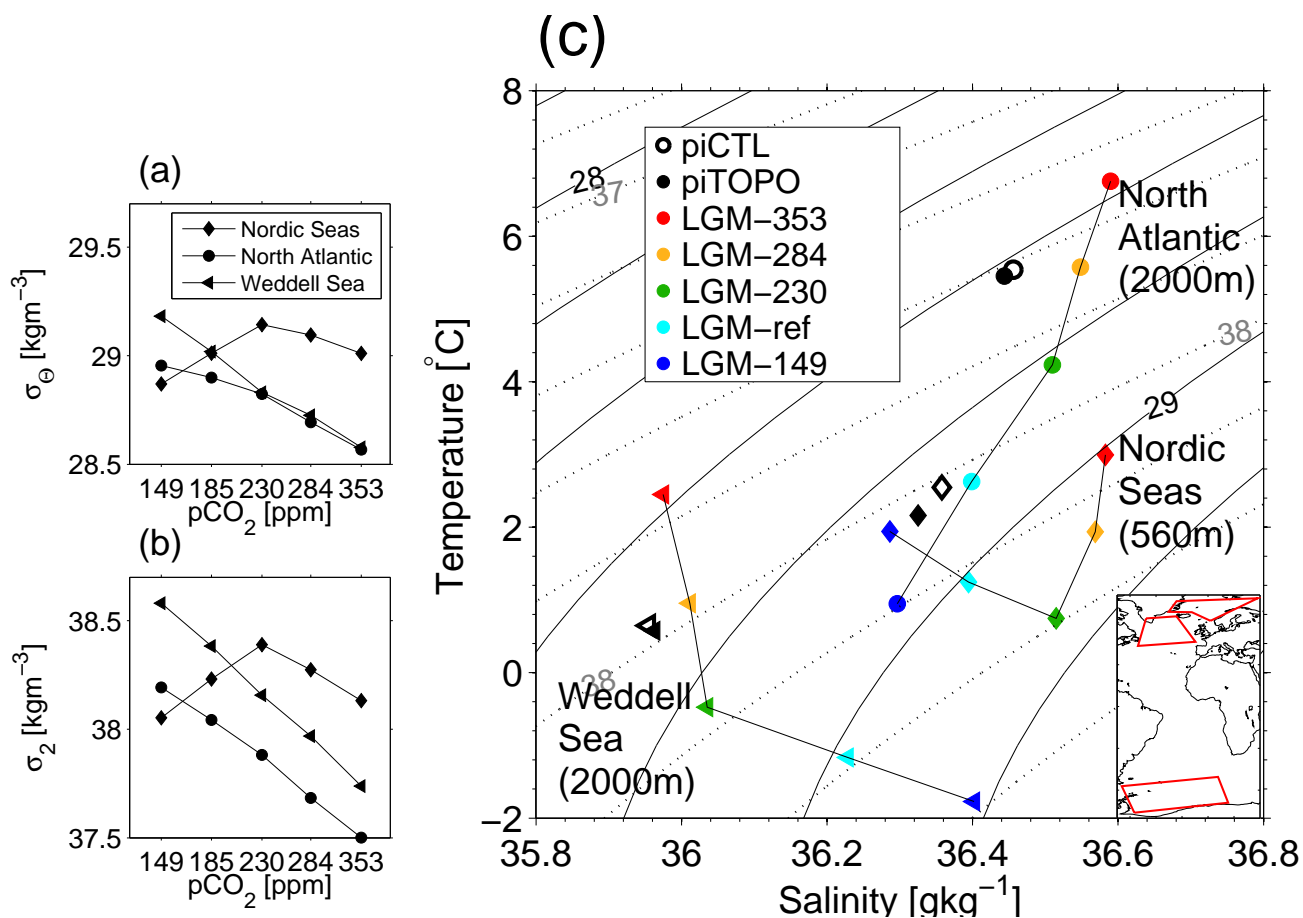 (a)
29.5
29
28.5
σΘ [kgm−3]
Nordic Seas
North Atlantic
Weddell Sea
149 185 230 284 353
pCO2 [ppm]
(b)
38.5
38
37.5
σ2 [kgm−3]
149 185 230 284 353
pCO2 [ppm]
(c)
8
6
4
2
0
−2
Temperature [°C]
28
37
piCTL
piTOPO
LGM−353
LGM−284
LGM−230
LGM−ref
LGM−149
North
Atlantic
(2000m)
38
29
Nordic
Seas
(560m)
38
Weddell
Sea
(2000m)
35.8 36 36.2 36.4 36.6 36.8
Salinity [gkg−1]